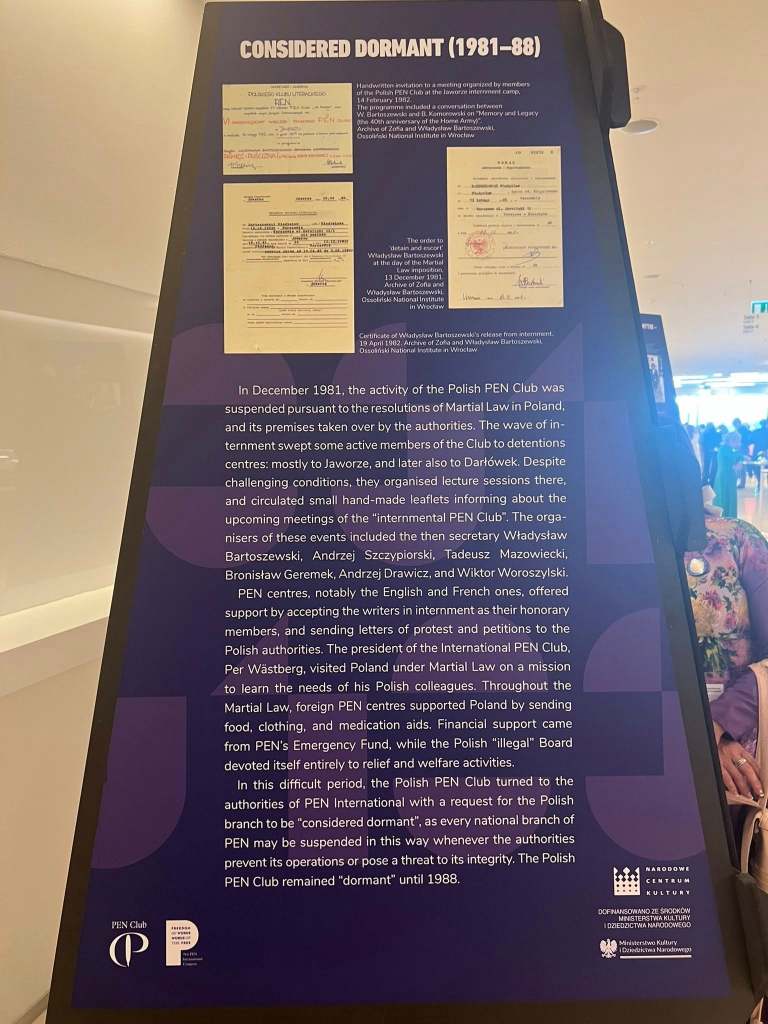 CONSIDERED DORMANT (1981–88)
POLSKIEGO KLUBU LITERACKIEGO
PEN
Handwritten invitation to a meeting organized by members
of the Polish PEN Club at the Jaworze internment camp,
14 February 1982.
The programme included a conversation between
W. Bartoszewski and B. Komorowski on "Memory and Legacy
(the 40th anniversary of the Home Army)".
Archive of Zofia and Władysław Bartoszewski,
Ossoliński National Institute in Wrocław
The order to
'detain and escort'
Władysław Bartoszewski
at the day of the Martial
Law imposition,
13 December 1981.
Archive of Zofia and
Władysław Bartoszewski,
Ossoliński National Institute
in Wrocław
Certificate of Władysław Bartoszewski's release from internment.
19 April 1982, Archive of Zofia and Władysław Bartoszewski,
Ossoliński National Institute in Wrocław
In December 1981, the activity of the Polish PEN Club was
suspended pursuant to the resolutions of Martial Law in Poland,
and its premises taken over by the authorities. The wave of in-
ternment swept some active members of the Club to detentions
centres: mostly to Jaworze, and later also to Darłówek. Despite
challenging conditions, they organised lecture sessions there,
and circulated small hand-made leaflets informing about the
upcoming meetings of the "internmental PEN Club". The orga-
nisers of these events included the then secretary Władysław
Bartoszewski, Andrzej Szczypiorski, Tadeusz Mazowiecki,
Bronisław Geremek, Andrzej Drawicz, and Wiktor Woroszylski.
PEN centres, notably the English and French ones, offered
support by accepting the writers in internment as their honorary
members, and sending letters of protest and petitions to the
Polish authorities. The president of the International PEN Club,
Per Wästberg, visited Poland under Martial Law on a mission
to learn the needs of his Polish colleagues. Throughout the
Martial Law, foreign PEN centres supported Poland by sending
food, clothing, and medication aids. Financial support came
from PEN's Emergency Fund, while the Polish "illegal" Board
devoted itself entirely to relief and welfare activities.
In this difficult period, the Polish PEN Club turned to the
authorities of PEN International with a request for the Polish
branch to be "considered dormant", as every national branch of
PEN may be suspended in this way whenever the authorities
prevent its operations or pose a threat to its integrity. The Polish
PEN Club remained "dormant" until 1988.
NARODOWE
CENTRUM
KULTURY
DOFINANSOWANO ZE ŚRODKÓW
MINISTERSTWA KULTURY
I DZIEDZICTWA NARODOWEGO
Ministerstwo Kultury
i Dziedzictwa Narodowego
PEN Club
FREEDOM
OF WORDS
WORDS OF
THE FREE